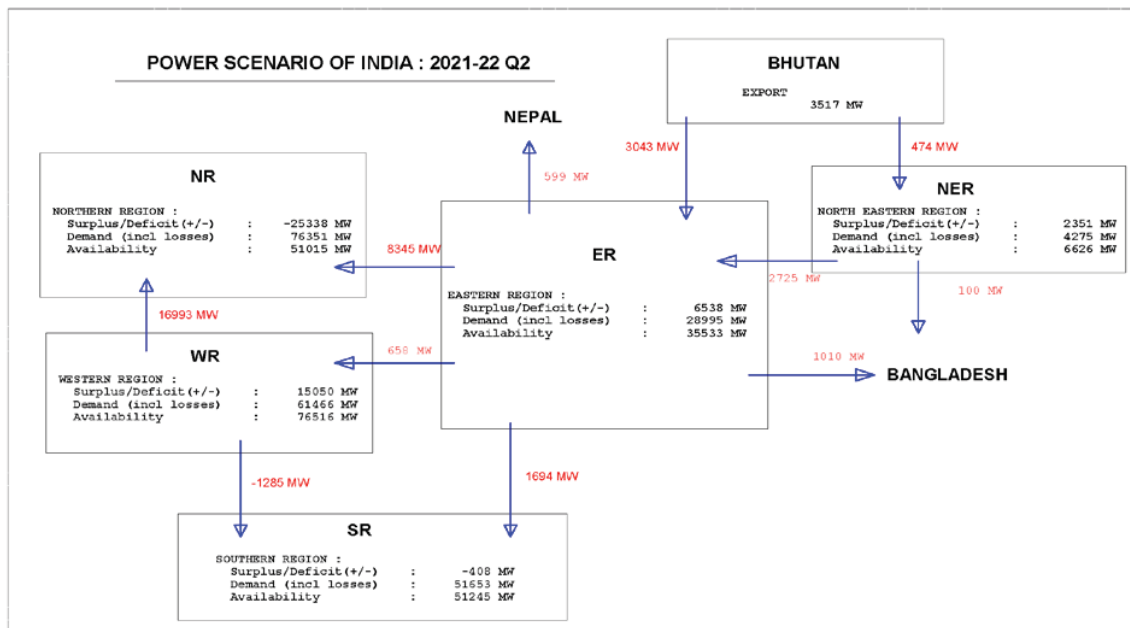 POWER SCENARIO OF INDIA : 2021-22 Q2
BHUTAN
EXPORT
3517 MW
NEPAL
3043 MW
474 MW
599 MW
NR
NORTHERN REGION :
Surplus/Deficit(+/-) : -25338 MW
Demand (incl losses) : 76351 MW
Availability : 51015 MW
NER
NORTH EASTERN REGION :
Surplus/Deficit(+/-) : 2351 MW
Demand (incl losses) : 4275 MW
Availability : 6626 MW
8345 MW
ER
EASTERN REGION :
Surplus/Deficit(+/-) : 6538 MW
Demand (incl losses) : 28995 MW
Availability : 35533 MW
2725 MW
100 MW
16993 MW
658 MW
1010 MW
BANGLADESH
WR
WESTERN REGION :
Surplus/Deficit(+/-) : 15050 MW
Demand (incl losses) : 61466 MW
Availability : 76516 MW
-1285 MW
1694 MW
SR
SOUTHERN REGION :
Surplus/Deficit(+/-) : -408 MW
Demand (incl losses) : 51653 MW
Availability : 51245 MW